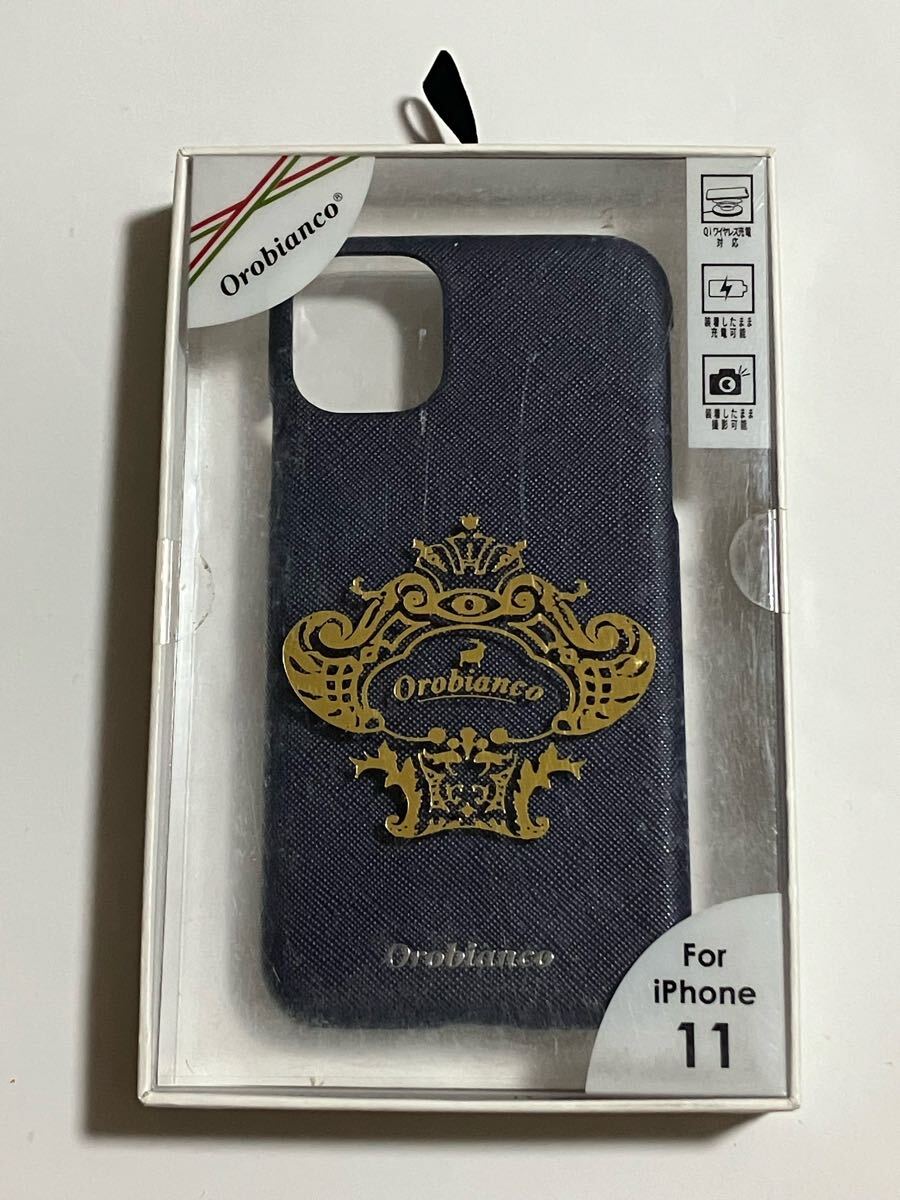 Orobianco®
Qiワイヤレス充電
対応
装着したまま
充電可能
装着したまま
撮影可能
Orobianco
Orobianco
For
iPhone
11